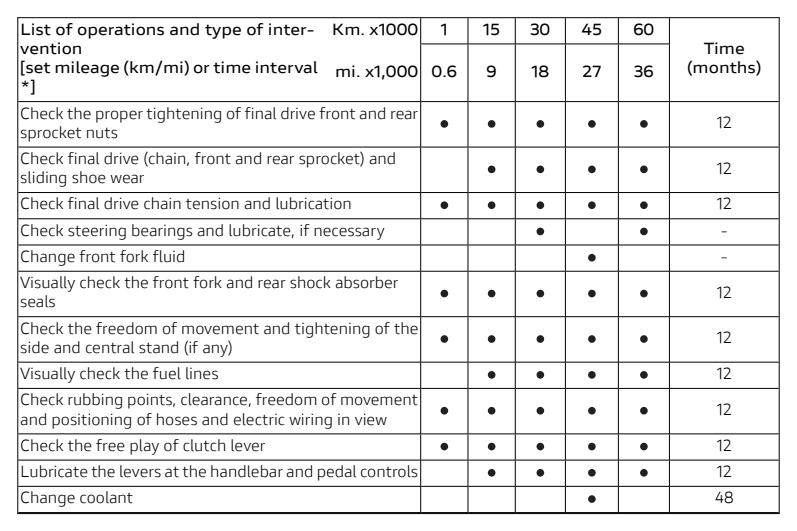 List of operations and type of inter- Km. x1000 1 15 30 45 60 Time
vention
[set mileage (km/mi) or time interval mi. x1,000 0.6 9 18 27 36 (months)
*]
Check the proper tightening of final drive front and rear
sprocket nuts ● ● ● ● ● 12
Check final drive (chain, front and rear sprocket) and
sliding shoe wear ● ● ● ● 12
Check final drive chain tension and lubrication ● ● ● ● ● 12
Check steering bearings and lubricate, if necessary ● ● -
Change front fork fluid ● -
Visually check the front fork and rear shock absorber
seals ● ● ● ● ● 12
Check the freedom of movement and tightening of the
side and central stand (if any) ● ● ● ● ● 12
Visually check the fuel lines ● ● ● ● 12
Check rubbing points, clearance, freedom of movement
and positioning of hoses and electric wiring in view ● ● ● ● ● 12
Check the free play of clutch lever ● ● ● ● ● 12
Lubricate the levers at the handlebar and pedal controls ● ● ● ● 12
Change coolant ● 48